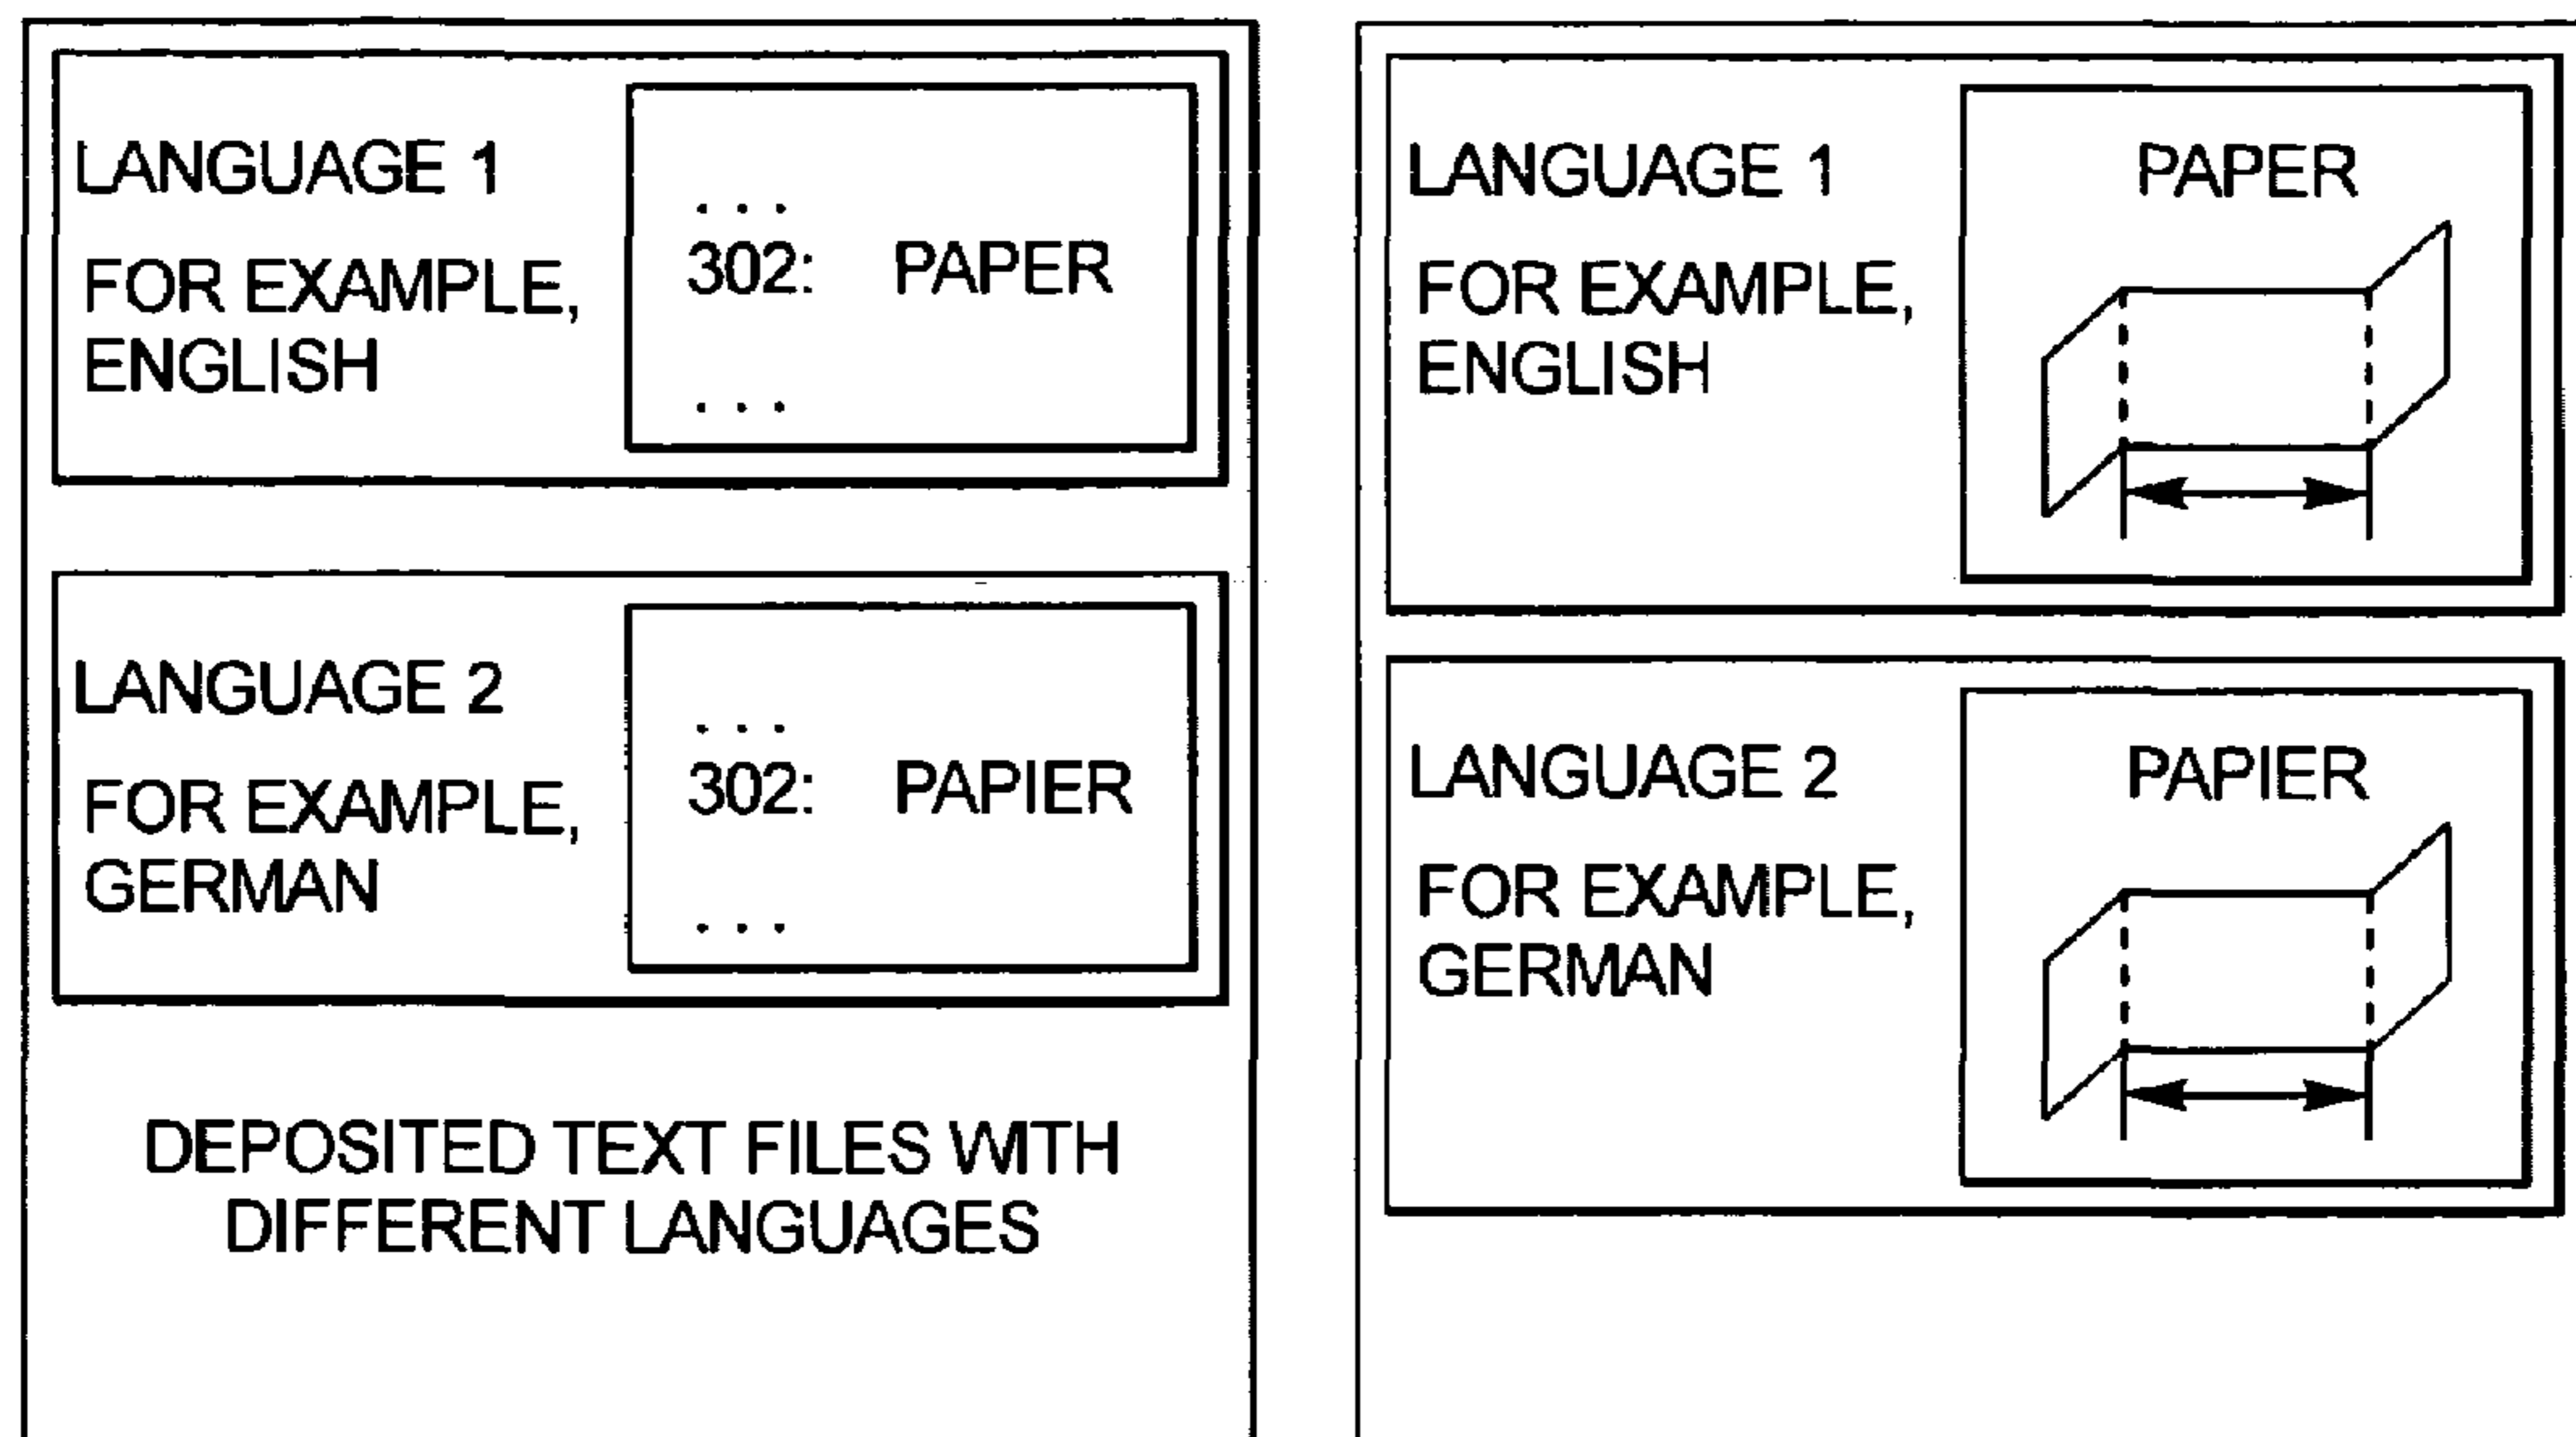 LANGUAGE 1
FOR EXAMPLE,
ENGLISH
...
302: PAPER
...
LANGUAGE 2
FOR EXAMPLE,
GERMAN
...
302: PAPIER
...
DEPOSITED TEXT FILES WITH
DIFFERENT LANGUAGES
LANGUAGE 1
FOR EXAMPLE,
ENGLISH
PAPER
LANGUAGE 2
FOR EXAMPLE,
GERMAN
PAPIER